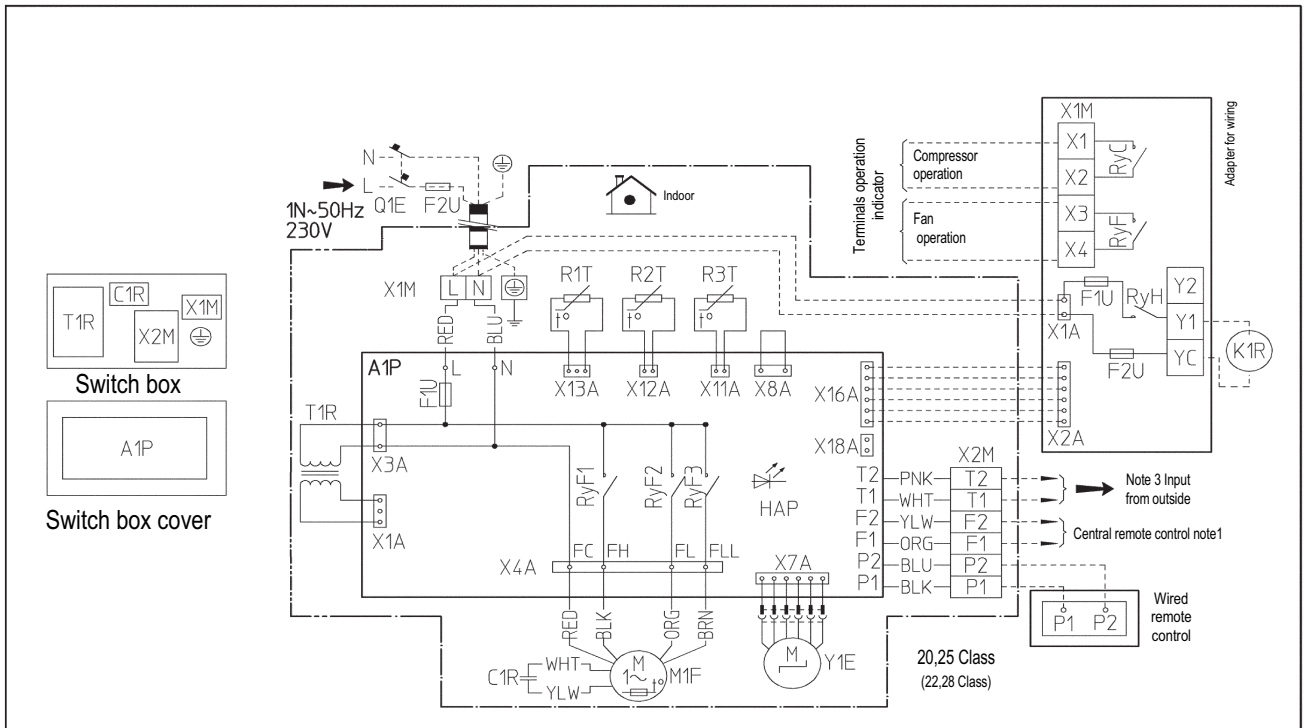 N
L
Q1E
F2U
1N~50Hz
230V
Indoor
Terminals operation
indicator
Compressor
operation
Fan
operation
X1M
X1
X2
X3
X4
RyC
RyF
Adapter for wiring
F1U
RyH
Y2
Y1
YC
X1A
F2U
K1R
X2A
C1R
T1R
X1M
X2M
Switch box
A1P
Switch box cover
X1M
L
N
RED
BLU
R1T
R2T
R3T
t°
t°
t°
A1P
L
N
F1U
X13A
X12A
X11A
X8A
X16A
X18A
T1R
X3A
X1A
RyF1
RyF2
RyF3
HAP
X4A
FC
FH
FL
FLL
X7A
X2M
T2
PNK
T2
T1
WHT
T1
F2
YLW
F2
F1
ORG
F1
P2
BLU
P2
P1
BLK
P1
Note 3 Input
from outside
Central remote control note1
P1
P2
Wired
remote
control
RED
BLK
ORG
BRN
C1R
WHT
YLW
M
1~
t°
M1F
M
Y1E
20,25 Class
(22,28 Class)